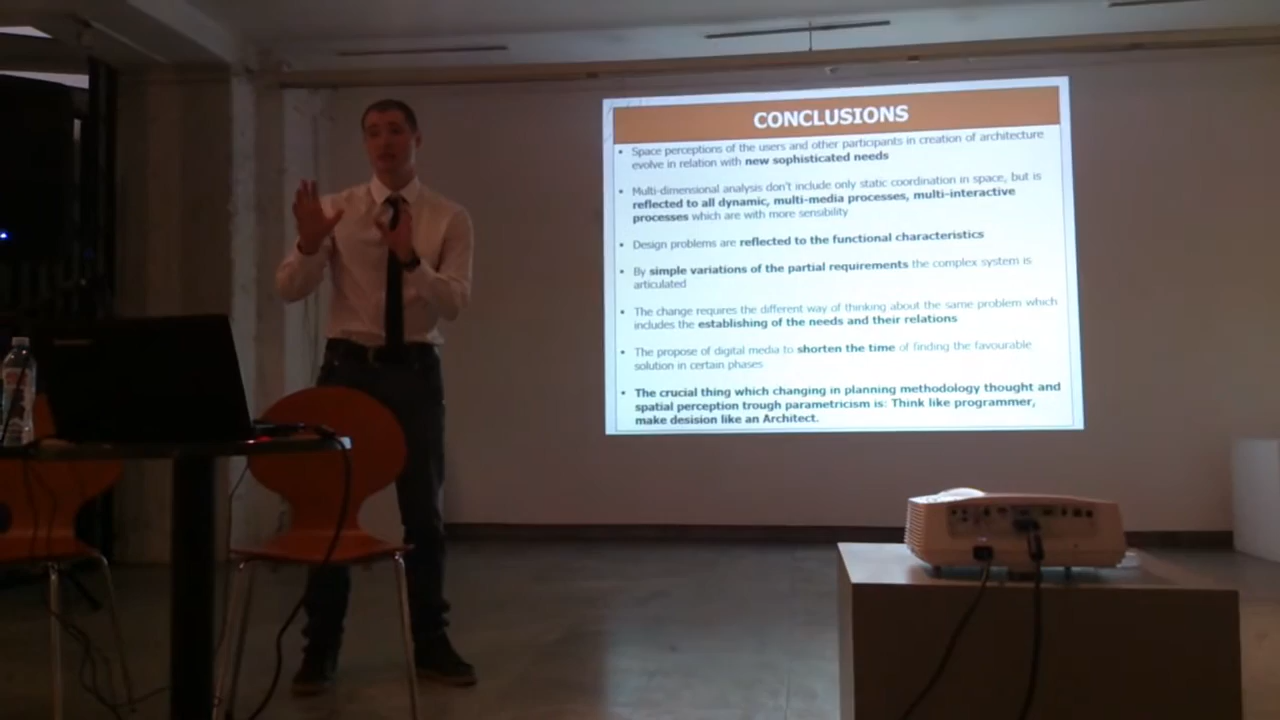 CONCLUSIONS
• Space perceptions of the users and other participants in creation of architecture
evolve in relation with new sophisticated needs
• Multi-dimensional analysis don't include only static coordination in space, but is
reflected to all dynamic, multi-media processes, multi-interactive
processes which are with more sensibility
• Design problems are reflected to the functional characteristics
• By simple variations of the partial requirements the complex system is
articulated
• The change requires the different way of thinking about the same problem which
includes the establishing of the needs and their relations
• The propose of digital media to shorten the time of finding the favourable
solution in certain phases
• The crucial thing which changing in planning methodology thought and
spatial perception trough parametricism is: Think like programmer,
make desision like an Architect.